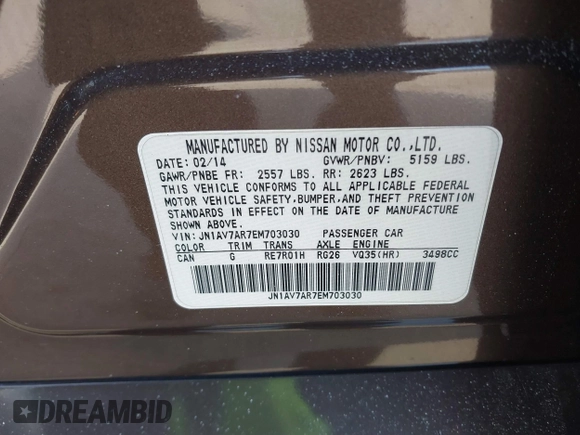 MANUFACTURED BY NISSAN MOTOR CO.,LTD.
DATE: 02/14 GVWR/PNBV: 5159 LBS.
GAWR/PNBE FR: 2557 LBS. RR: 2623 LBS.
THIS VEHICLE CONFORMS TO ALL APPLICABLE FEDERAL
MOTOR VEHICLE SAFETY,BUMPER,AND THEFT PREVENTION
STANDARDS IN EFFECT ON THE DATE OF MANUFACTURE
SHOWN ABOVE.
VIN: JN1AV7AR7EM703030 PASSENGER CAR
COLOR TRIM TRANS AXLE ENGINE
CAN G RE7R01H RG26 VQ35(HR) 3498CC
JN1AV7AR7EM703030
DREAMBID